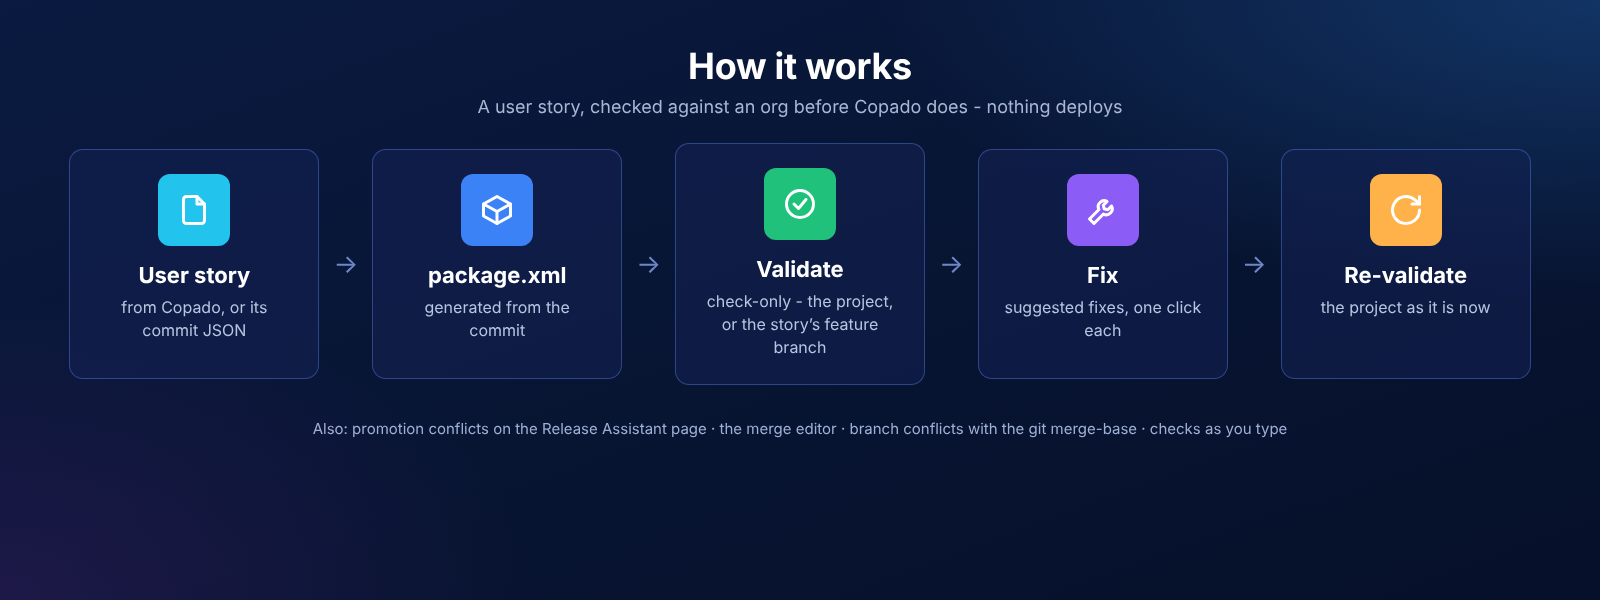 How it works
A user story, checked against an org before Copado does - nothing deploys
User story
from Copado, or its
commit JSON
package.xml
generated from the
commit
Validate
check-only - the project,
or the story’s feature
branch
Fix
suggested fixes, one click
each
Re-validate
the project as it is now
Also: promotion conflicts on the Release Assistant page · the merge editor · branch conflicts with the git merge-base · checks as you type